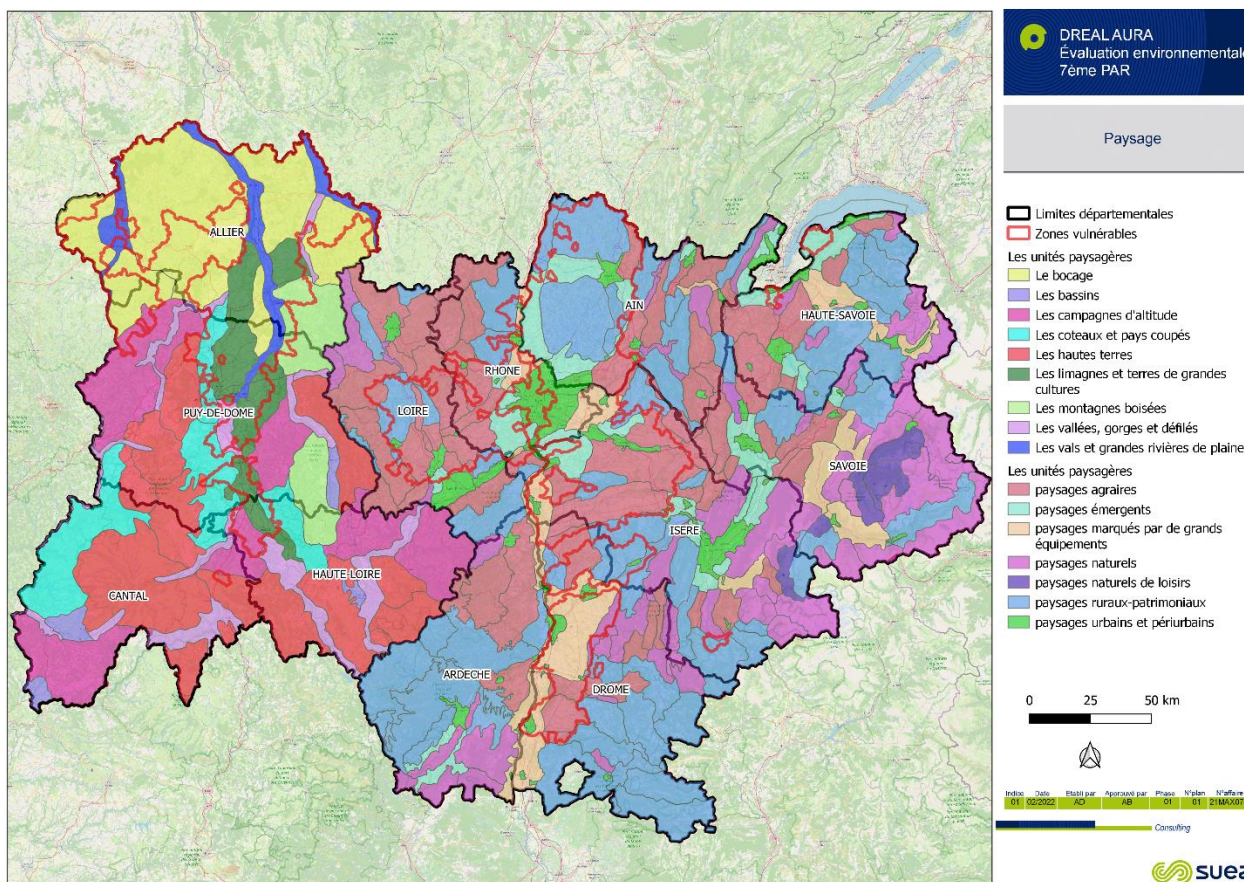 DREAL AURA
Évaluation environnementale
7ème PAR
Paysage
Limites départementales
Zones vulnérables
Les unités paysagères
Le bocage
Les bassins
Les campagnes d'altitude
Les coteaux et pays coupés
Les hautes terres
Les limagnes et terres de grandes
cultures
Les montagnes boisées
Les vallées, gorges et défilés
Les vals et grandes rivières de plaine
Les unités paysagères
paysages agraires
paysages émergents
paysages marqués par de grands
équipements
paysages naturels
paysages naturels de loisirs
paysages ruraux-patrimoniaux
paysages urbains et périurbains
0 25 50 km
Indice Date Etabli par Approuvé par Phase N°plan N°affaire
01 02/2022 AD AB 01 01 21MAX07
Consulting
suez
ALLIER
AIN
HAUTE-SAVOIE
RHONE
LOIRE
PUY-DE-DOME
SAVOIE
ISERE
HAUTE-LOIRE
CANTAL
ARDECHE
DROME